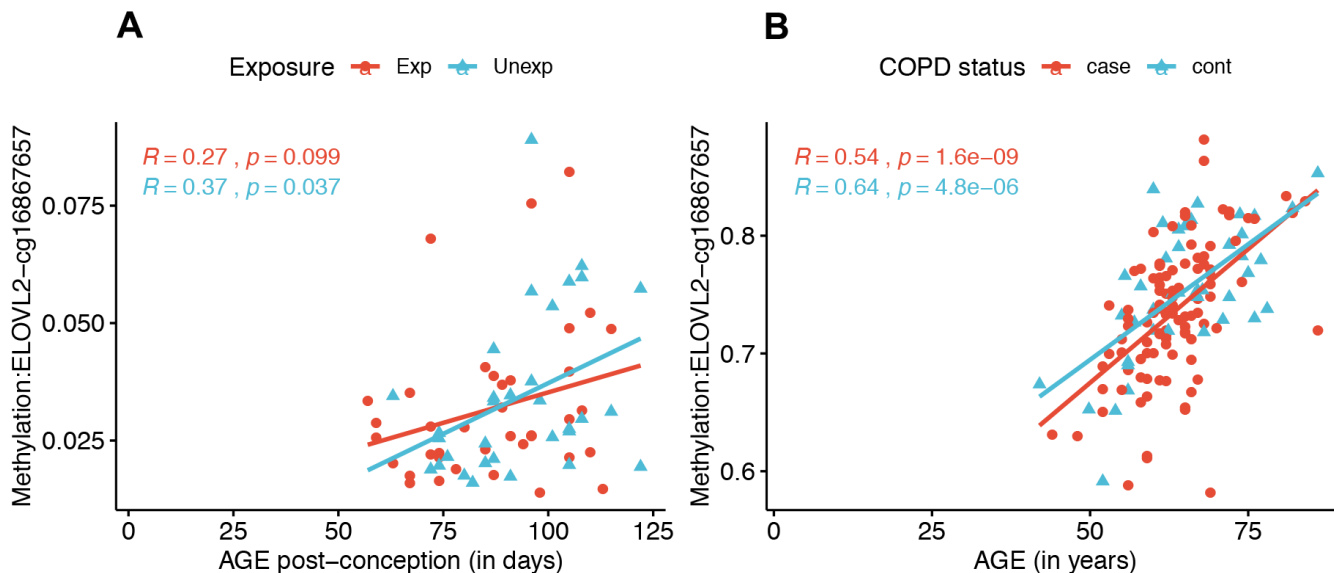 A
Exposure a Exp a Unexp
R = 0.27 , p = 0.099
R = 0.37 , p = 0.037
Methylation:ELOVL2−cg16867657
0.075
0.050
0.025
0 25 50 75 100 125
AGE post−conception (in days)
B
COPD status a case a cont
R = 0.54 , p = 1.6e−09
R = 0.64 , p = 4.8e−06
Methylation:ELOVL2−cg16867657
0.8
0.7
0.6
0 25 50 75
AGE (in years)